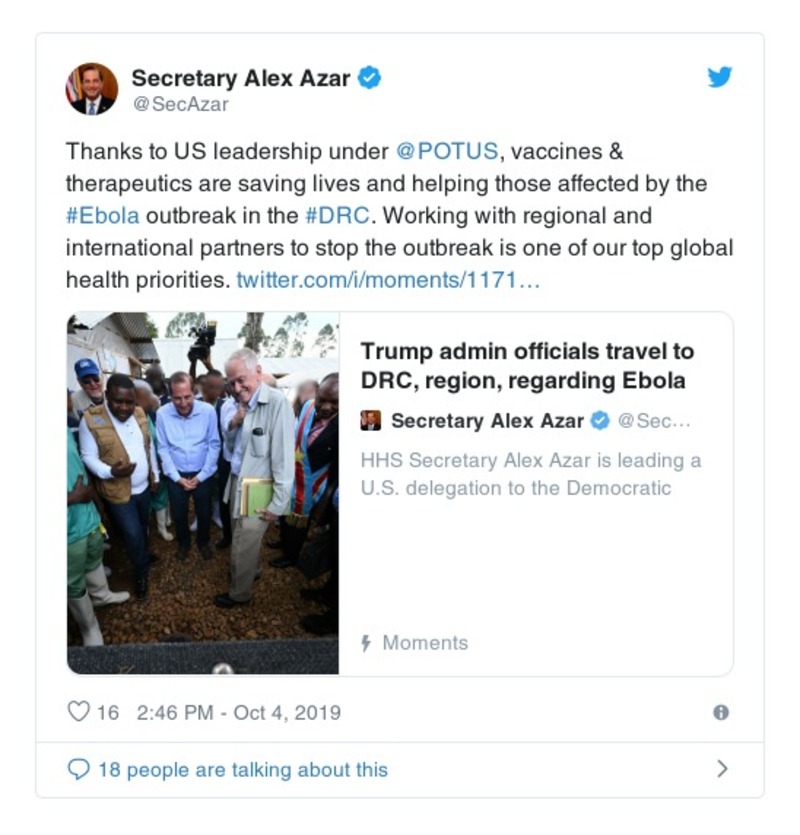 Secretary Alex Azar
@SecAzar
Thanks to US leadership under @POTUS, vaccines &
therapeutics are saving lives and helping those affected by the
#Ebola outbreak in the #DRC. Working with regional and
international partners to stop the outbreak is one of our top global
health priorities. twitter.com/i/moments/1171…
Trump admin officials travel to
DRC, region, regarding Ebola
Secretary Alex Azar @Sec…
HHS Secretary Alex Azar is leading a
U.S. delegation to the Democratic
Moments
16 2:46 PM - Oct 4, 2019
18 people are talking about this